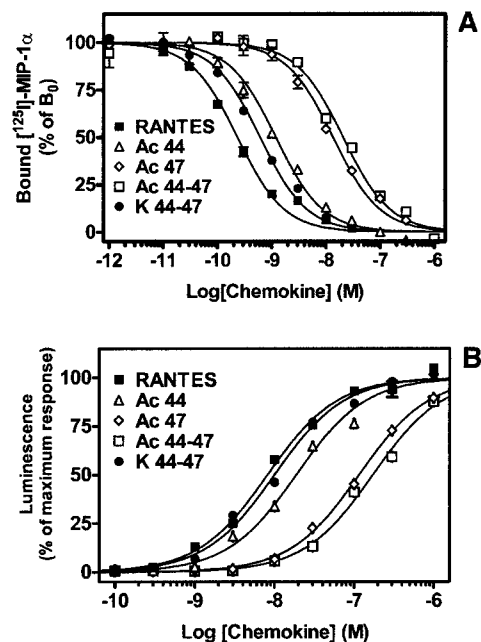 A
Bound [¹²⁵I]-MIP-1α
(% of B₀)
100
75
50
25
0
RANTES
Ac 44
Ac 47
Ac 44-47
K 44-47
-12 -11 -10 -9 -8 -7 -6
Log[Chemokine] (M)
B
Luminescence
(% of maximum response)
100
75
50
25
0
RANTES
Ac 44
Ac 47
Ac 44-47
K 44-47
-10 -9 -8 -7 -6
Log [Chemokine] (M)